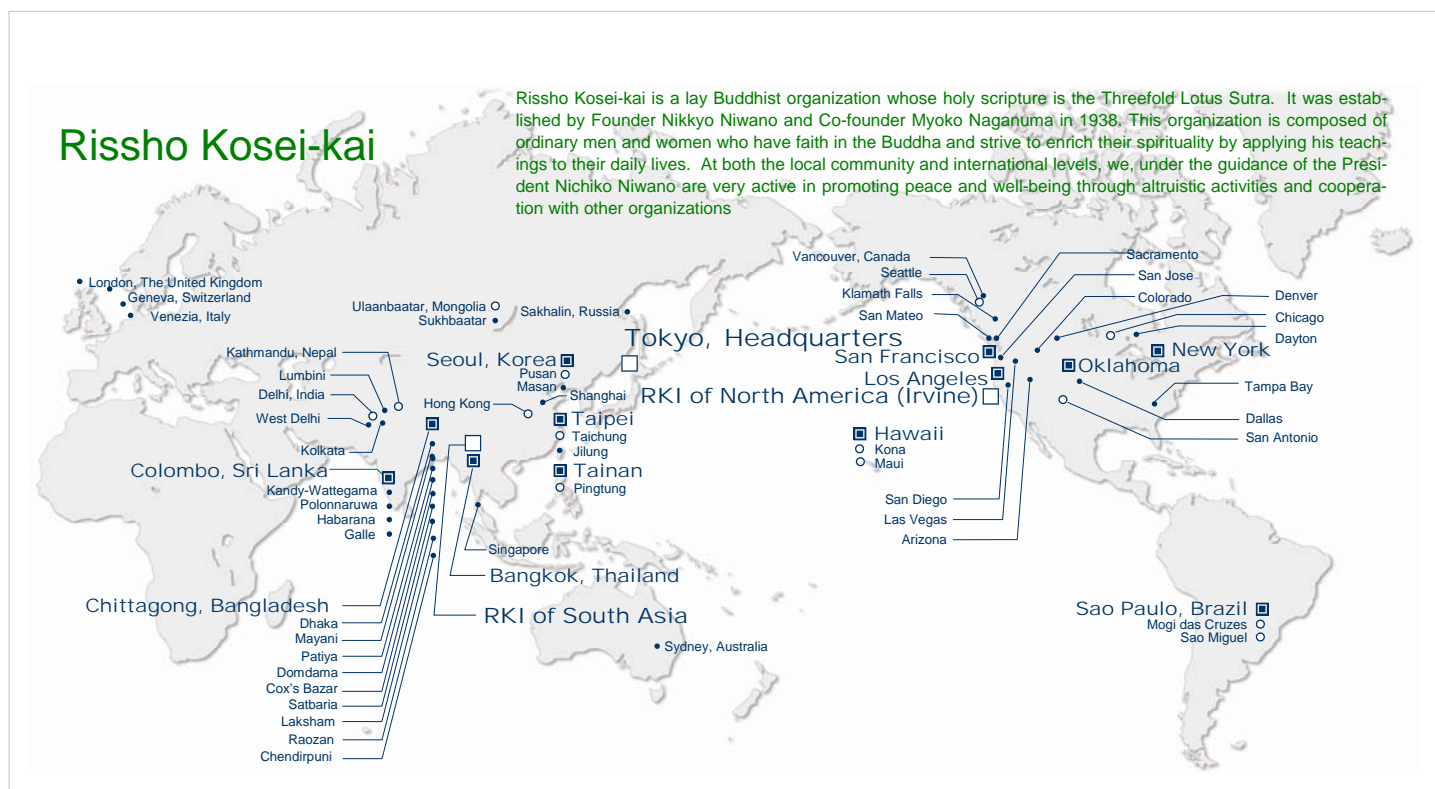 Rissho Kosei-kai
Rissho Kosei-kai is a lay Buddhist organization whose holy scripture is the Threefold Lotus Sutra.  It was estab-
lished by Founder Nikkyo Niwano and Co-founder Myoko Naganuma in 1938. This organization is composed of
ordinary men and women who have faith in the Buddha and strive to enrich their spirituality by applying his teach-
ings to their daily lives.  At both the local community and international levels, we, under the guidance of the Presi-
dent Nichiko Niwano are very active in promoting peace and well-being through altruistic activities and coopera-
tion with other organizations
London, The United Kingdom
Geneva, Switzerland
Venezia, Italy
Ulaanbaatar, Mongolia
Sukhbaatar
Sakhalin, Russia
Tokyo, Headquarters
Seoul, Korea
Pusan
Masan
Shanghai
Hong Kong
Kathmandu, Nepal
Lumbini
Delhi, India
West Delhi
Kolkata
Colombo, Sri Lanka
Kandy-Wattegama
Polonnaruwa
Habarana
Galle
Taipei
Taichung
Jilung
Tainan
Pingtung
Singapore
Bangkok, Thailand
RKI of South Asia
Chittagong, Bangladesh
Dhaka
Mayani
Patiya
Domdama
Cox's Bazar
Satbaria
Laksham
Raozan
Chendirpuni
Sydney, Australia
Vancouver, Canada
Seattle
Klamath Falls
San Mateo
San Francisco
Los Angeles
RKI of North America (Irvine)
Hawaii
Kona
Maui
San Diego
Las Vegas
Arizona
Sacramento
San Jose
Colorado
Denver
Chicago
Dayton
New York
Oklahoma
Tampa Bay
Dallas
San Antonio
Sao Paulo, Brazil
Mogi das Cruzes
Sao Miguel